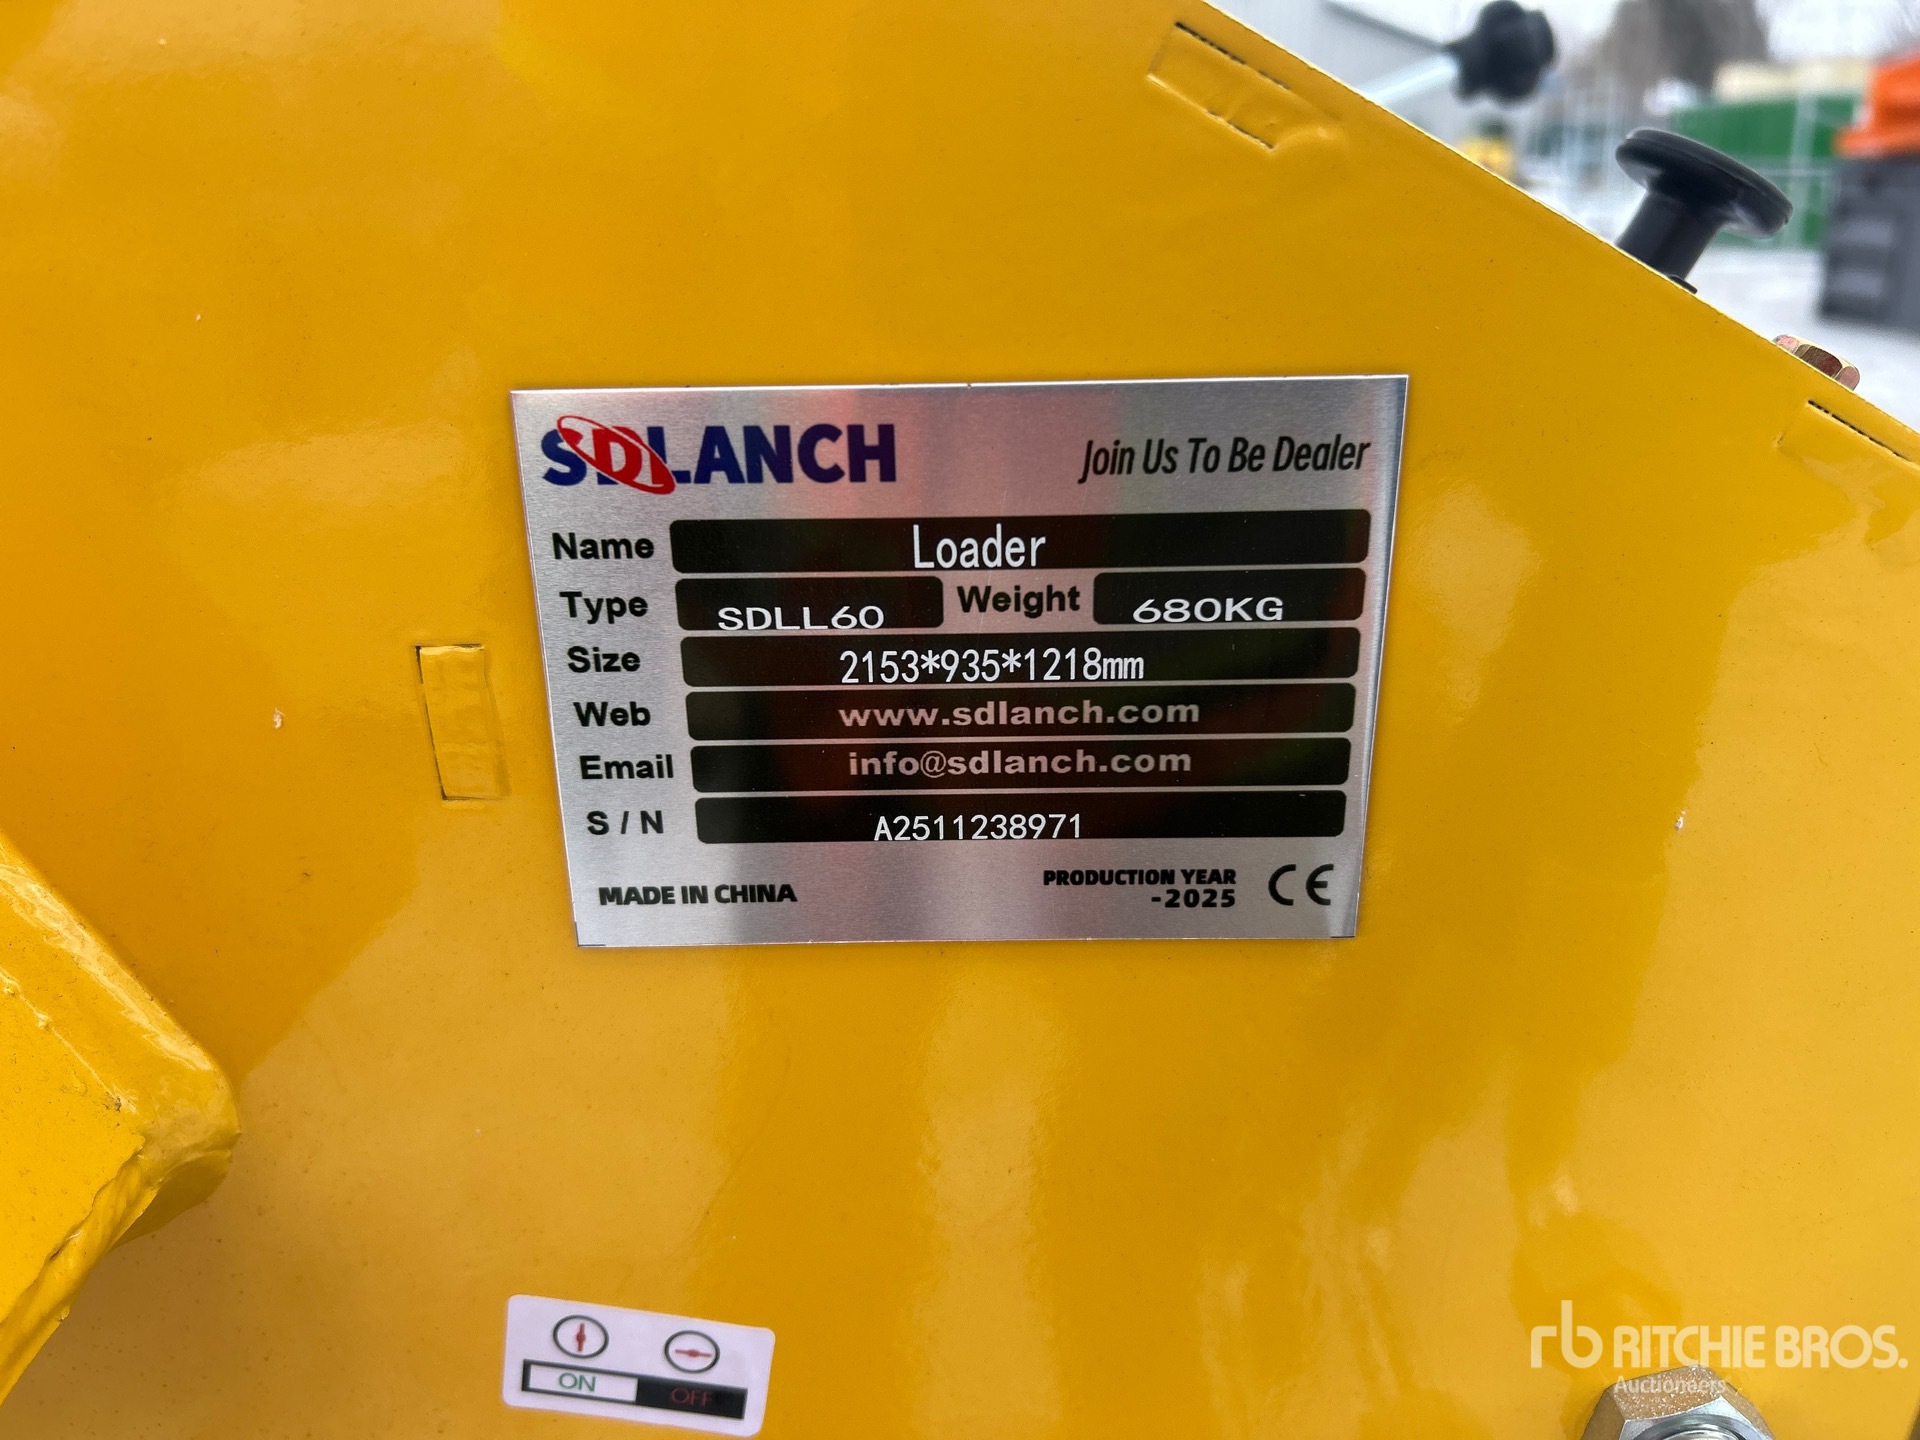 SDLANCH
Join Us To Be Dealer
Name Loader
Type SDLL60 Weight 680KG
Size 2153*935*1218mm
Web www.sdlanch.com
Email info@sdlanch.com
S / N A2511238971
MADE IN CHINA
PRODUCTION YEAR
-2025
CE
ON OFF
rb RITCHIE BROS.
Auctioneers